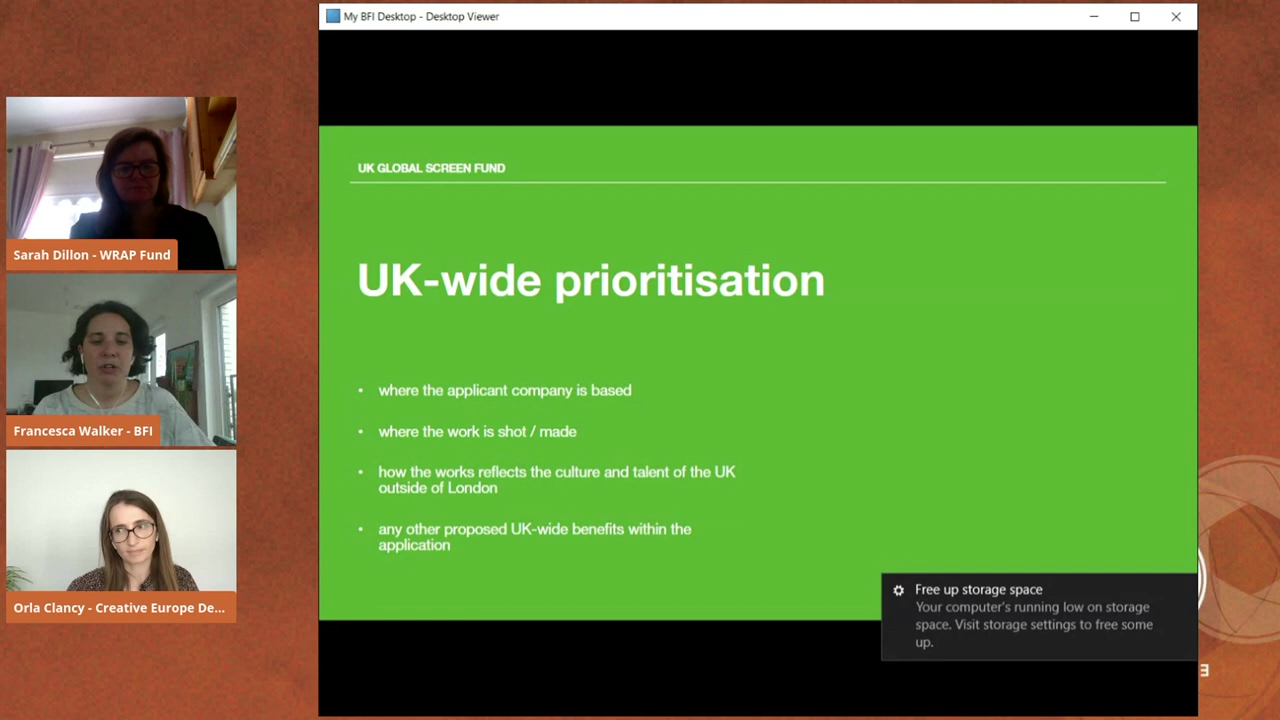 My BFI Desktop - Desktop Viewer
UK GLOBAL SCREEN FUND
UK-wide prioritisation
• where the applicant company is based
• where the work is shot / made
• how the works reflects the culture and talent of the UK
outside of London
• any other proposed UK-wide benefits within the
application
Sarah Dillon - WRAP Fund
Francesca Walker - BFI
Orla Clancy - Creative Europe De...
Free up storage space
Your computer's running low on storage
space. Visit storage settings to free some
up.
3